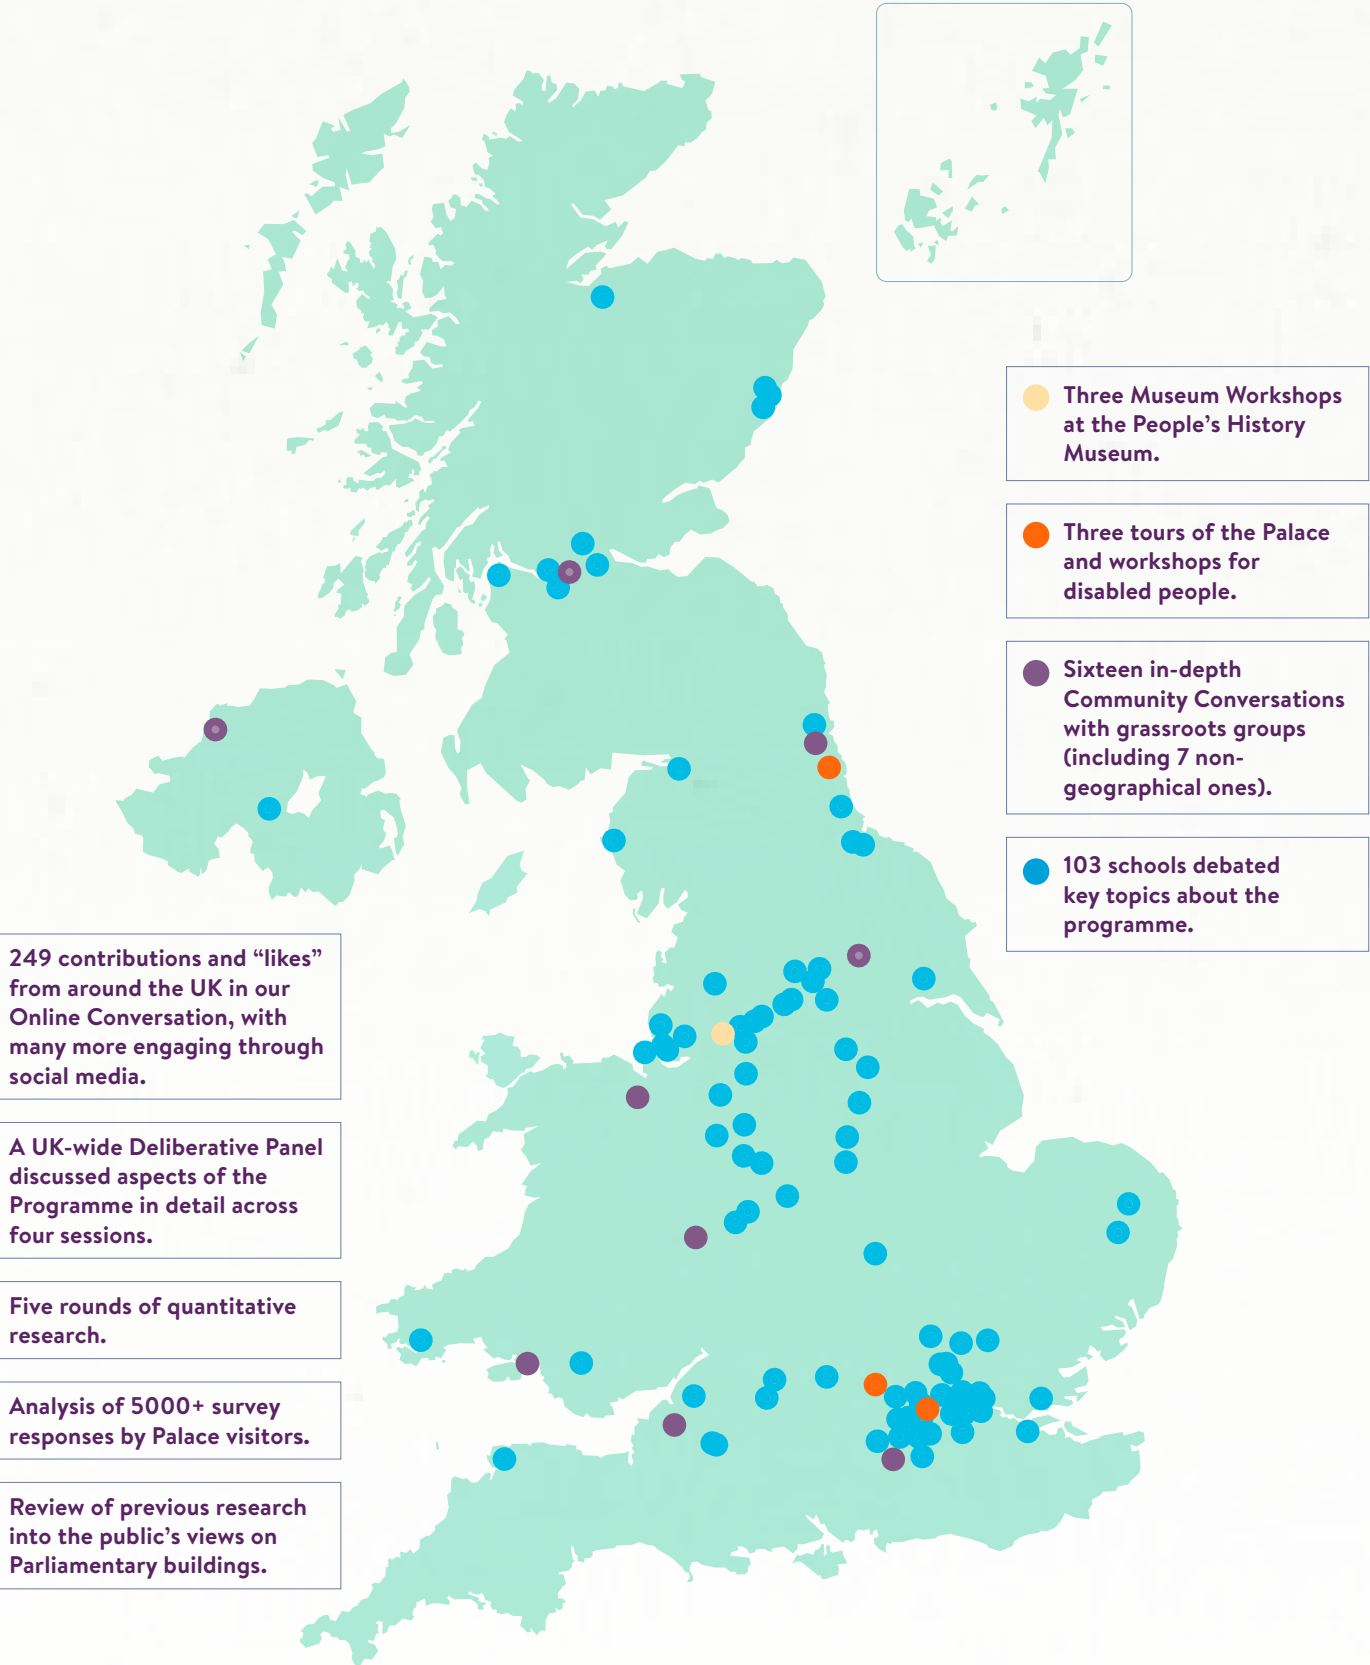 Three Museum Workshops
at the People’s History
Museum.
Three tours of the Palace
and workshops for
disabled people.
Sixteen in-depth
Community Conversations
with grassroots groups
(including 7 non-
geographical ones).
103 schools debated
key topics about the
programme.
249 contributions and “likes”
from around the UK in our
Online Conversation, with
many more engaging through
social media.
A UK-wide Deliberative Panel
discussed aspects of the
Programme in detail across
four sessions.
Five rounds of quantitative
research.
Analysis of 5000+ survey
responses by Palace visitors.
Review of previous research
into the public’s views on
Parliamentary buildings.